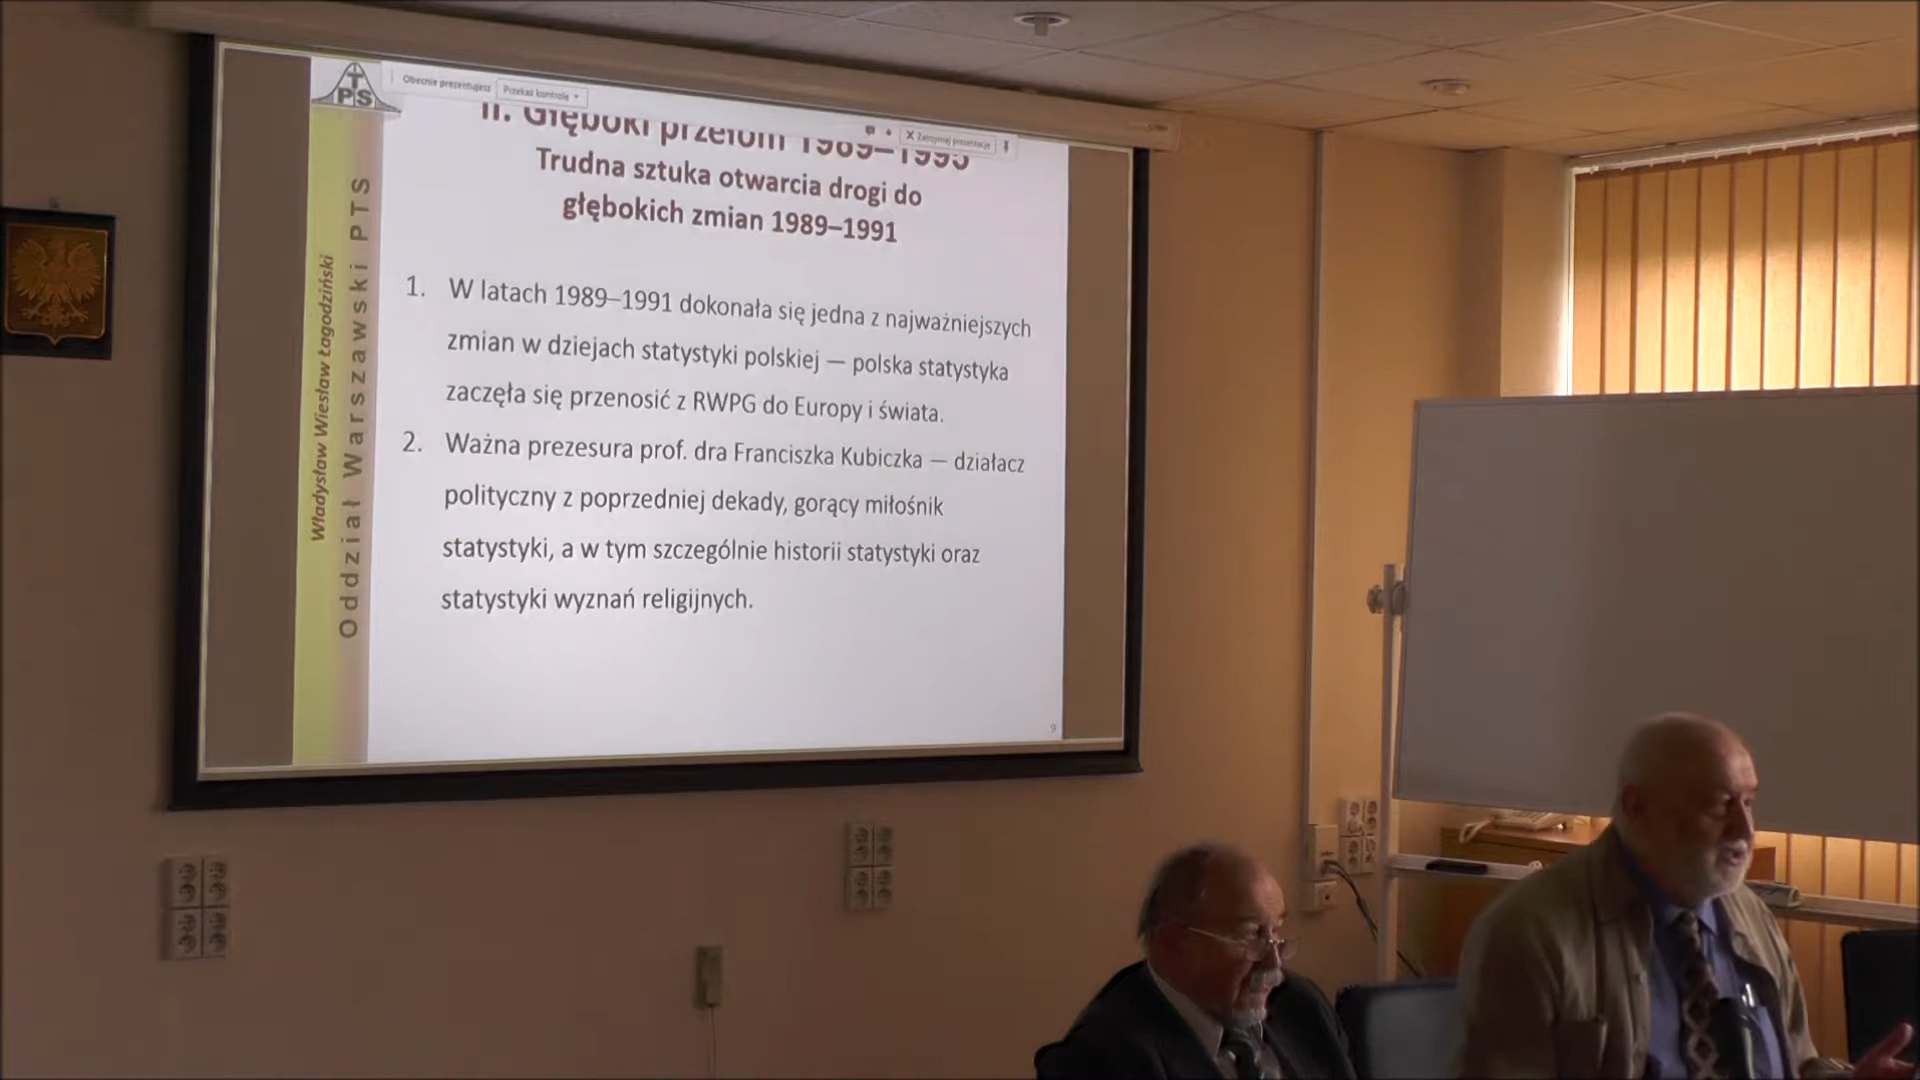 TPS
Obecnie prezentujesz
Przekaż kontrolę
Zatrzymaj prezentację
II. Głęboki przełom 1989–1995
Trudna sztuka otwarcia drogi do
głębokich zmian 1989–1991
Władysław Wiesław Łagodziński
Oddział Warszawski PTS
1. W latach 1989–1991 dokonała się jedna z najważniejszych
zmian w dziejach statystyki polskiej — polska statystyka
zaczęła się przenosić z RWPG do Europy i świata.
2. Ważna prezesura prof. dra Franciszka Kubiczka — działacz
polityczny z poprzedniej dekady, gorący miłośnik
statystyki, a w tym szczególnie historii statystyki oraz
statystyki wyznań religijnych.
9